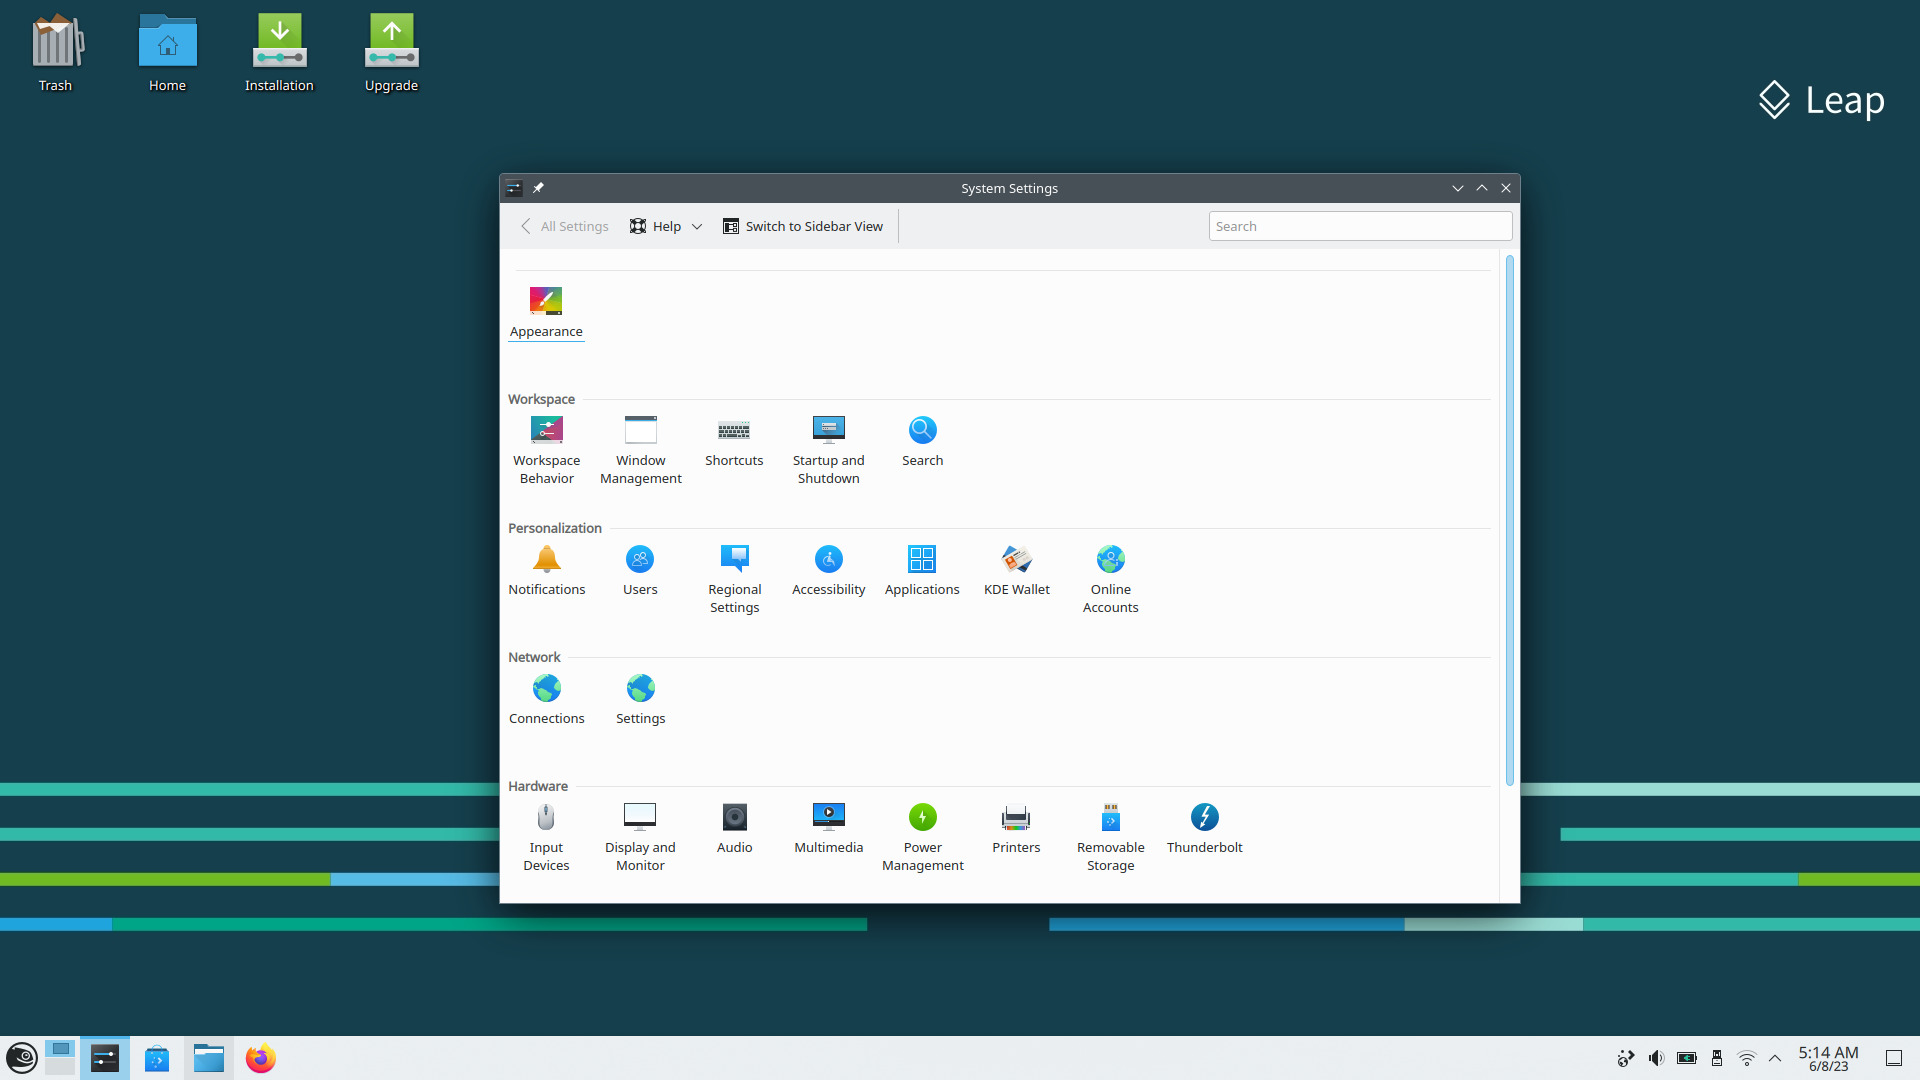 Trash
Home
Installation
Upgrade
Leap
System Settings
All Settings
Help
Switch to Sidebar View
Search
Appearance
Workspace
Workspace Behavior
Window Management
Shortcuts
Startup and Shutdown
Search
Personalization
Notifications
Users
Regional Settings
Accessibility
Applications
KDE Wallet
Online Accounts
Network
Connections
Settings
Hardware
Input Devices
Display and Monitor
Audio
Multimedia
Power Management
Printers
Removable Storage
Thunderbolt
5:14 AM
6/8/23